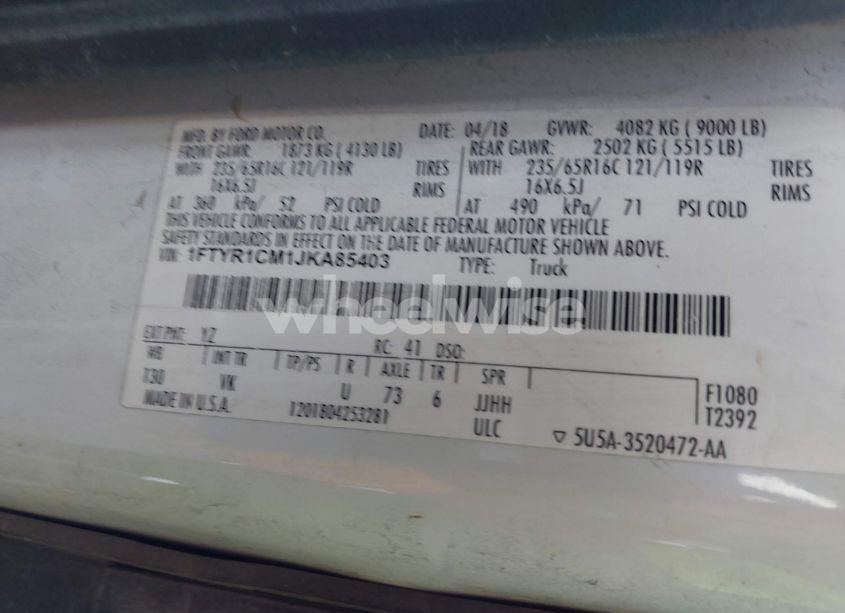 MFD. BY FORD MOTOR CO. DATE: 04/18 GVWR: 4082 KG ( 9000 LB)
FRONT GAWR: 1873 KG ( 4130 LB) REAR GAWR: 2502 KG ( 5515 LB)
WITH 235/65R16C 121/119R TIRES WITH 235/65R16C 121/119R TIRES
16X6.5J RIMS 16X6.5J RIMS
AT 360 kPa/ 52 PSI COLD AT 490 kPa/ 71 PSI COLD
THIS VEHICLE CONFORMS TO ALL APPLICABLE FEDERAL MOTOR VEHICLE
SAFETY STANDARDS IN EFFECT ON THE DATE OF MANUFACTURE SHOWN ABOVE.
VIN: 1FTYR1CM1JKA85403 TYPE: Truck
wheelwise
EXT PNT: YZ RC: 41 DSO:
WB INT TR TP/PS R AXLE TR SPR F1080
130 VK U 73 6 JJHH T2392
MADE IN U.S.A. 1201804253281 ULC 5U5A-3520472-AA